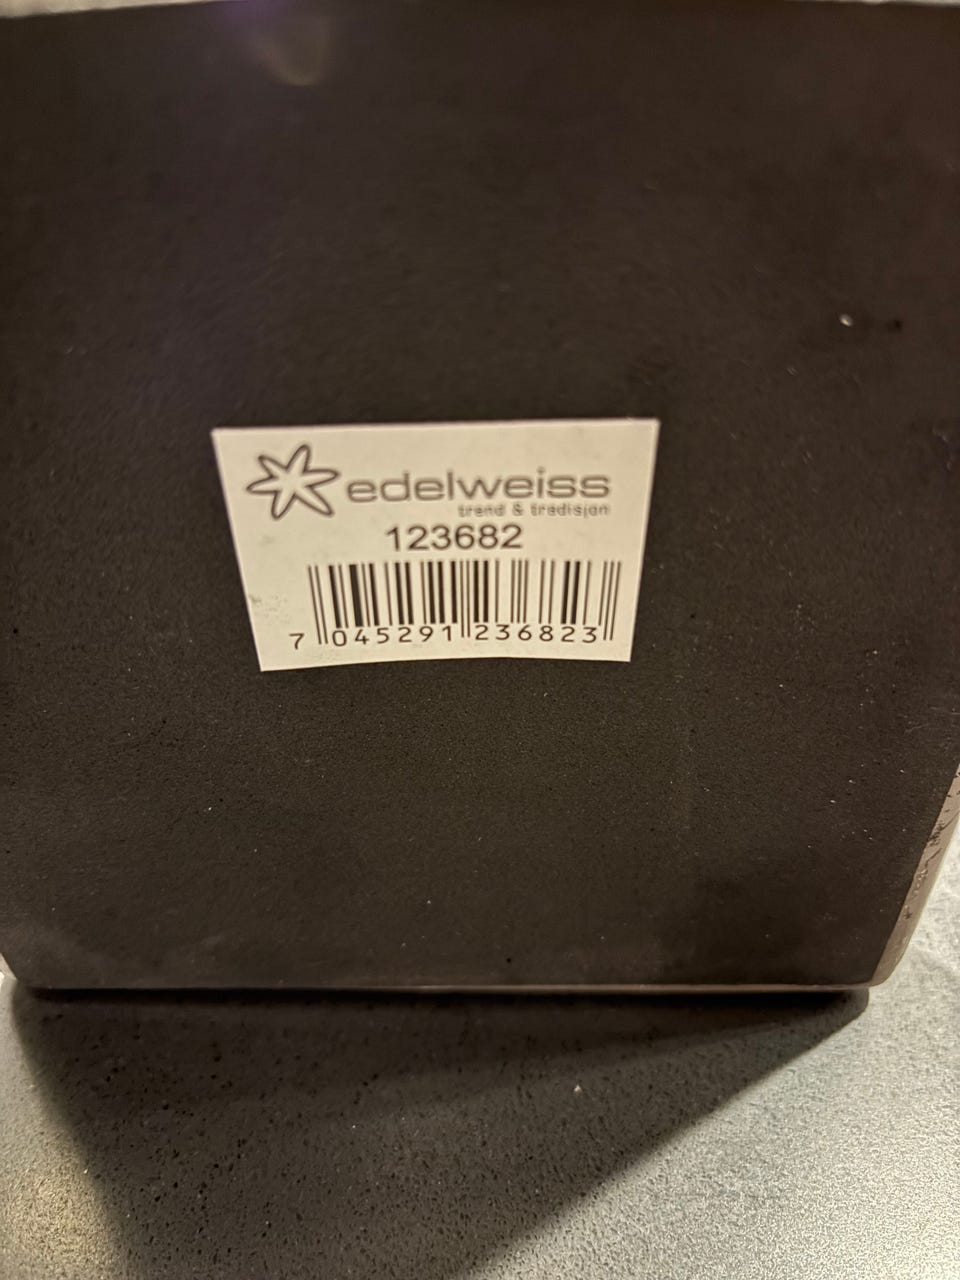 edelweiss
trend & tradisjon
123682
7 045291 236823